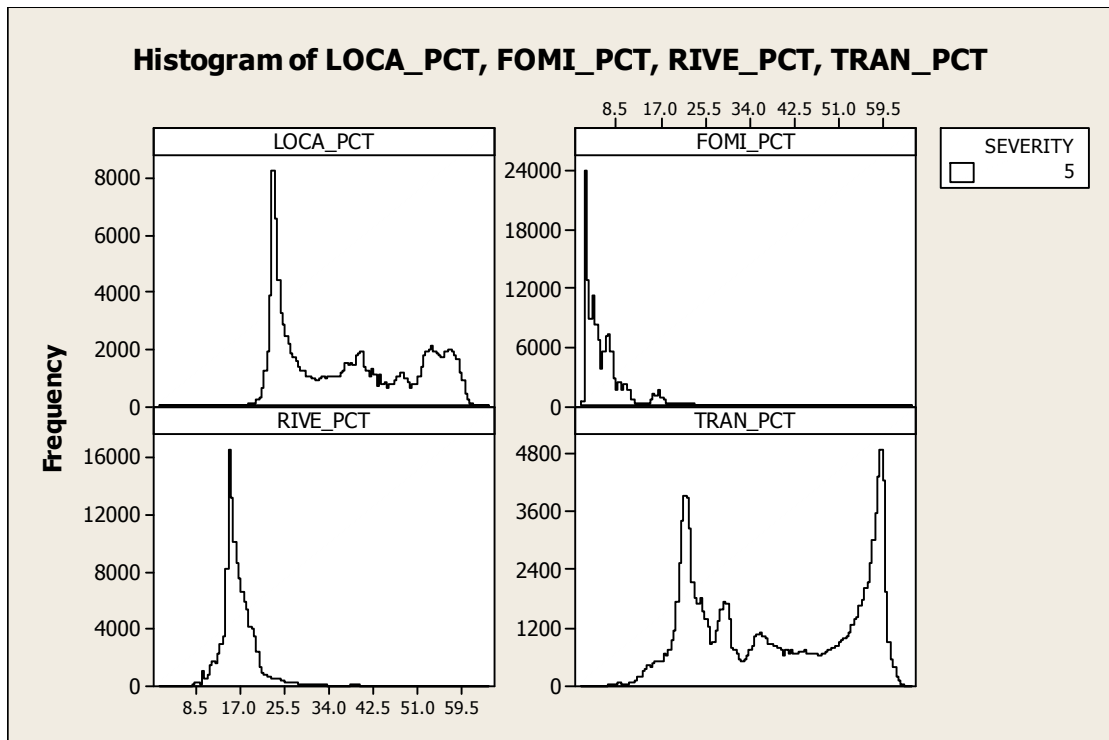 Histogram of LOCA_PCT, FOMI_PCT, RIVE_PCT, TRAN_PCT
8.5 17.0 25.5 34.0 42.5 51.0 59.5
LOCA_PCT
FOMI_PCT
SEVERITY
5
8000
6000
4000
2000
0
24000
18000
12000
6000
0
Frequency
RIVE_PCT
TRAN_PCT
16000
12000
8000
4000
0
4800
3600
2400
1200
0
8.5 17.0 25.5 34.0 42.5 51.0 59.5